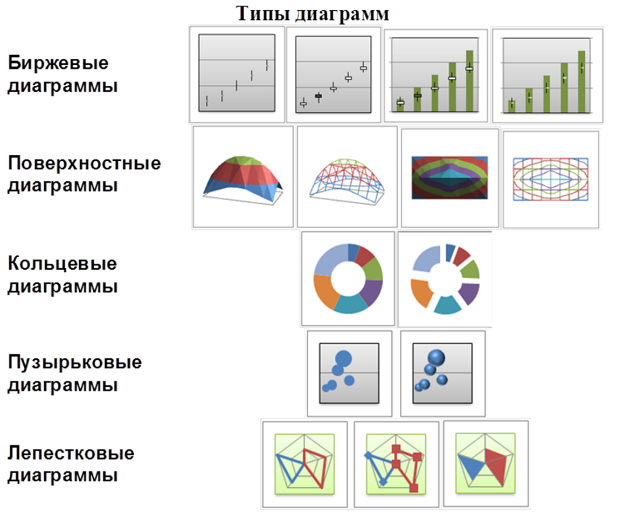 Типы диаграмм
Биржевые
диаграммы
Поверхностные
диаграммы
Кольцевые
диаграммы
Пузырьковые
диаграммы
Лепестковые
диаграммы